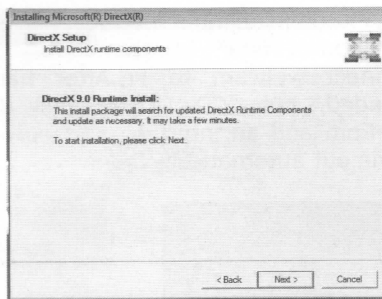 Installing Microsoft(R) DirectX(R)
DirectX Setup
Install DirectX runtime components
DirectX 9.0 Runtime Install:
This install package will search for updated DirectX Runtime Components
and update as necessary. It may take a few minutes.
To start installation, please click Next.
< Back
Next >
Cancel